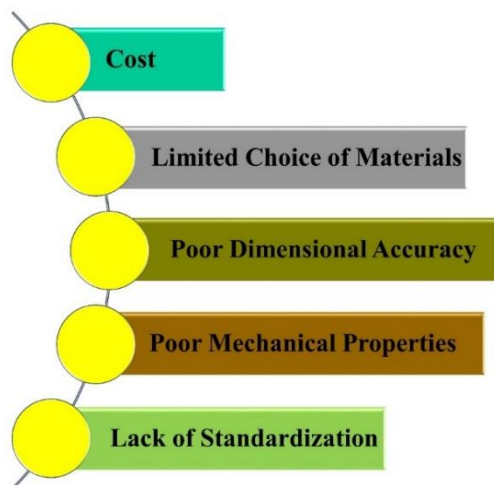 Cost
Limited Choice of Materials
Poor Dimensional Accuracy
Poor Mechanical Properties
Lack of Standardization